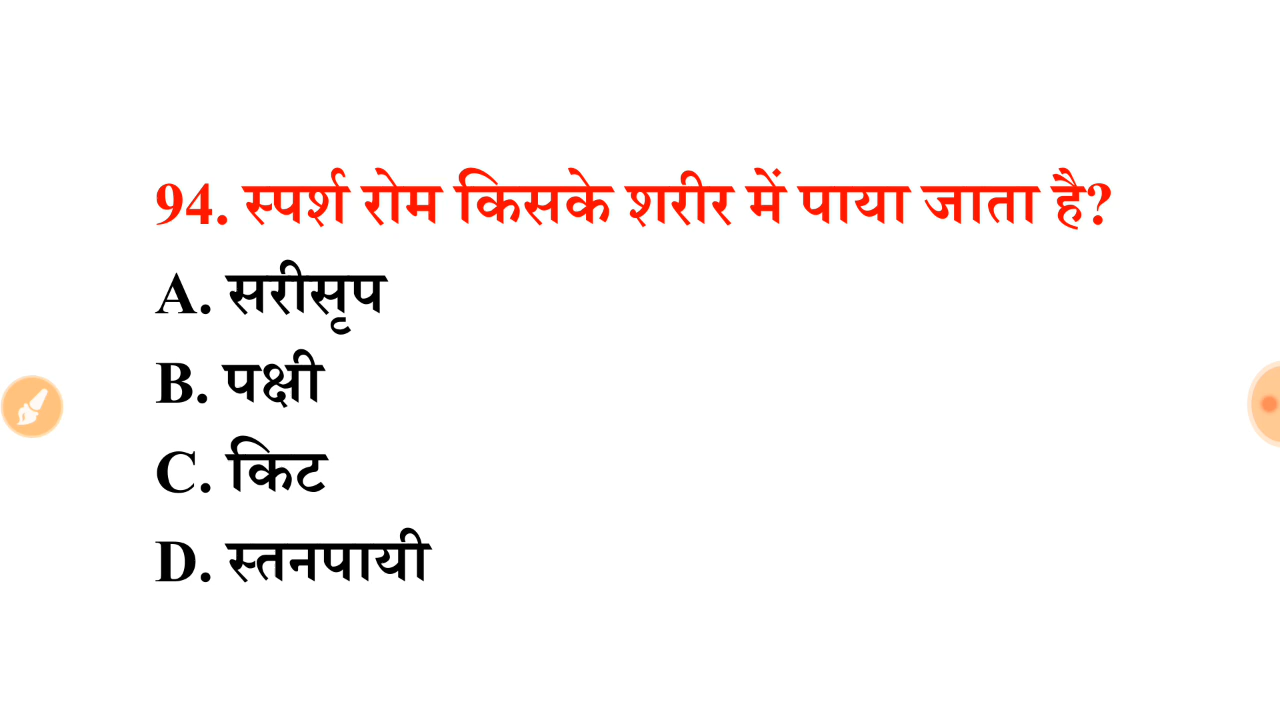 94. स्पर्श रोम किसके शरीर में पाया जाता है?
A. सरीसृप
B. पक्षी
C. किट
D. स्तनपायी